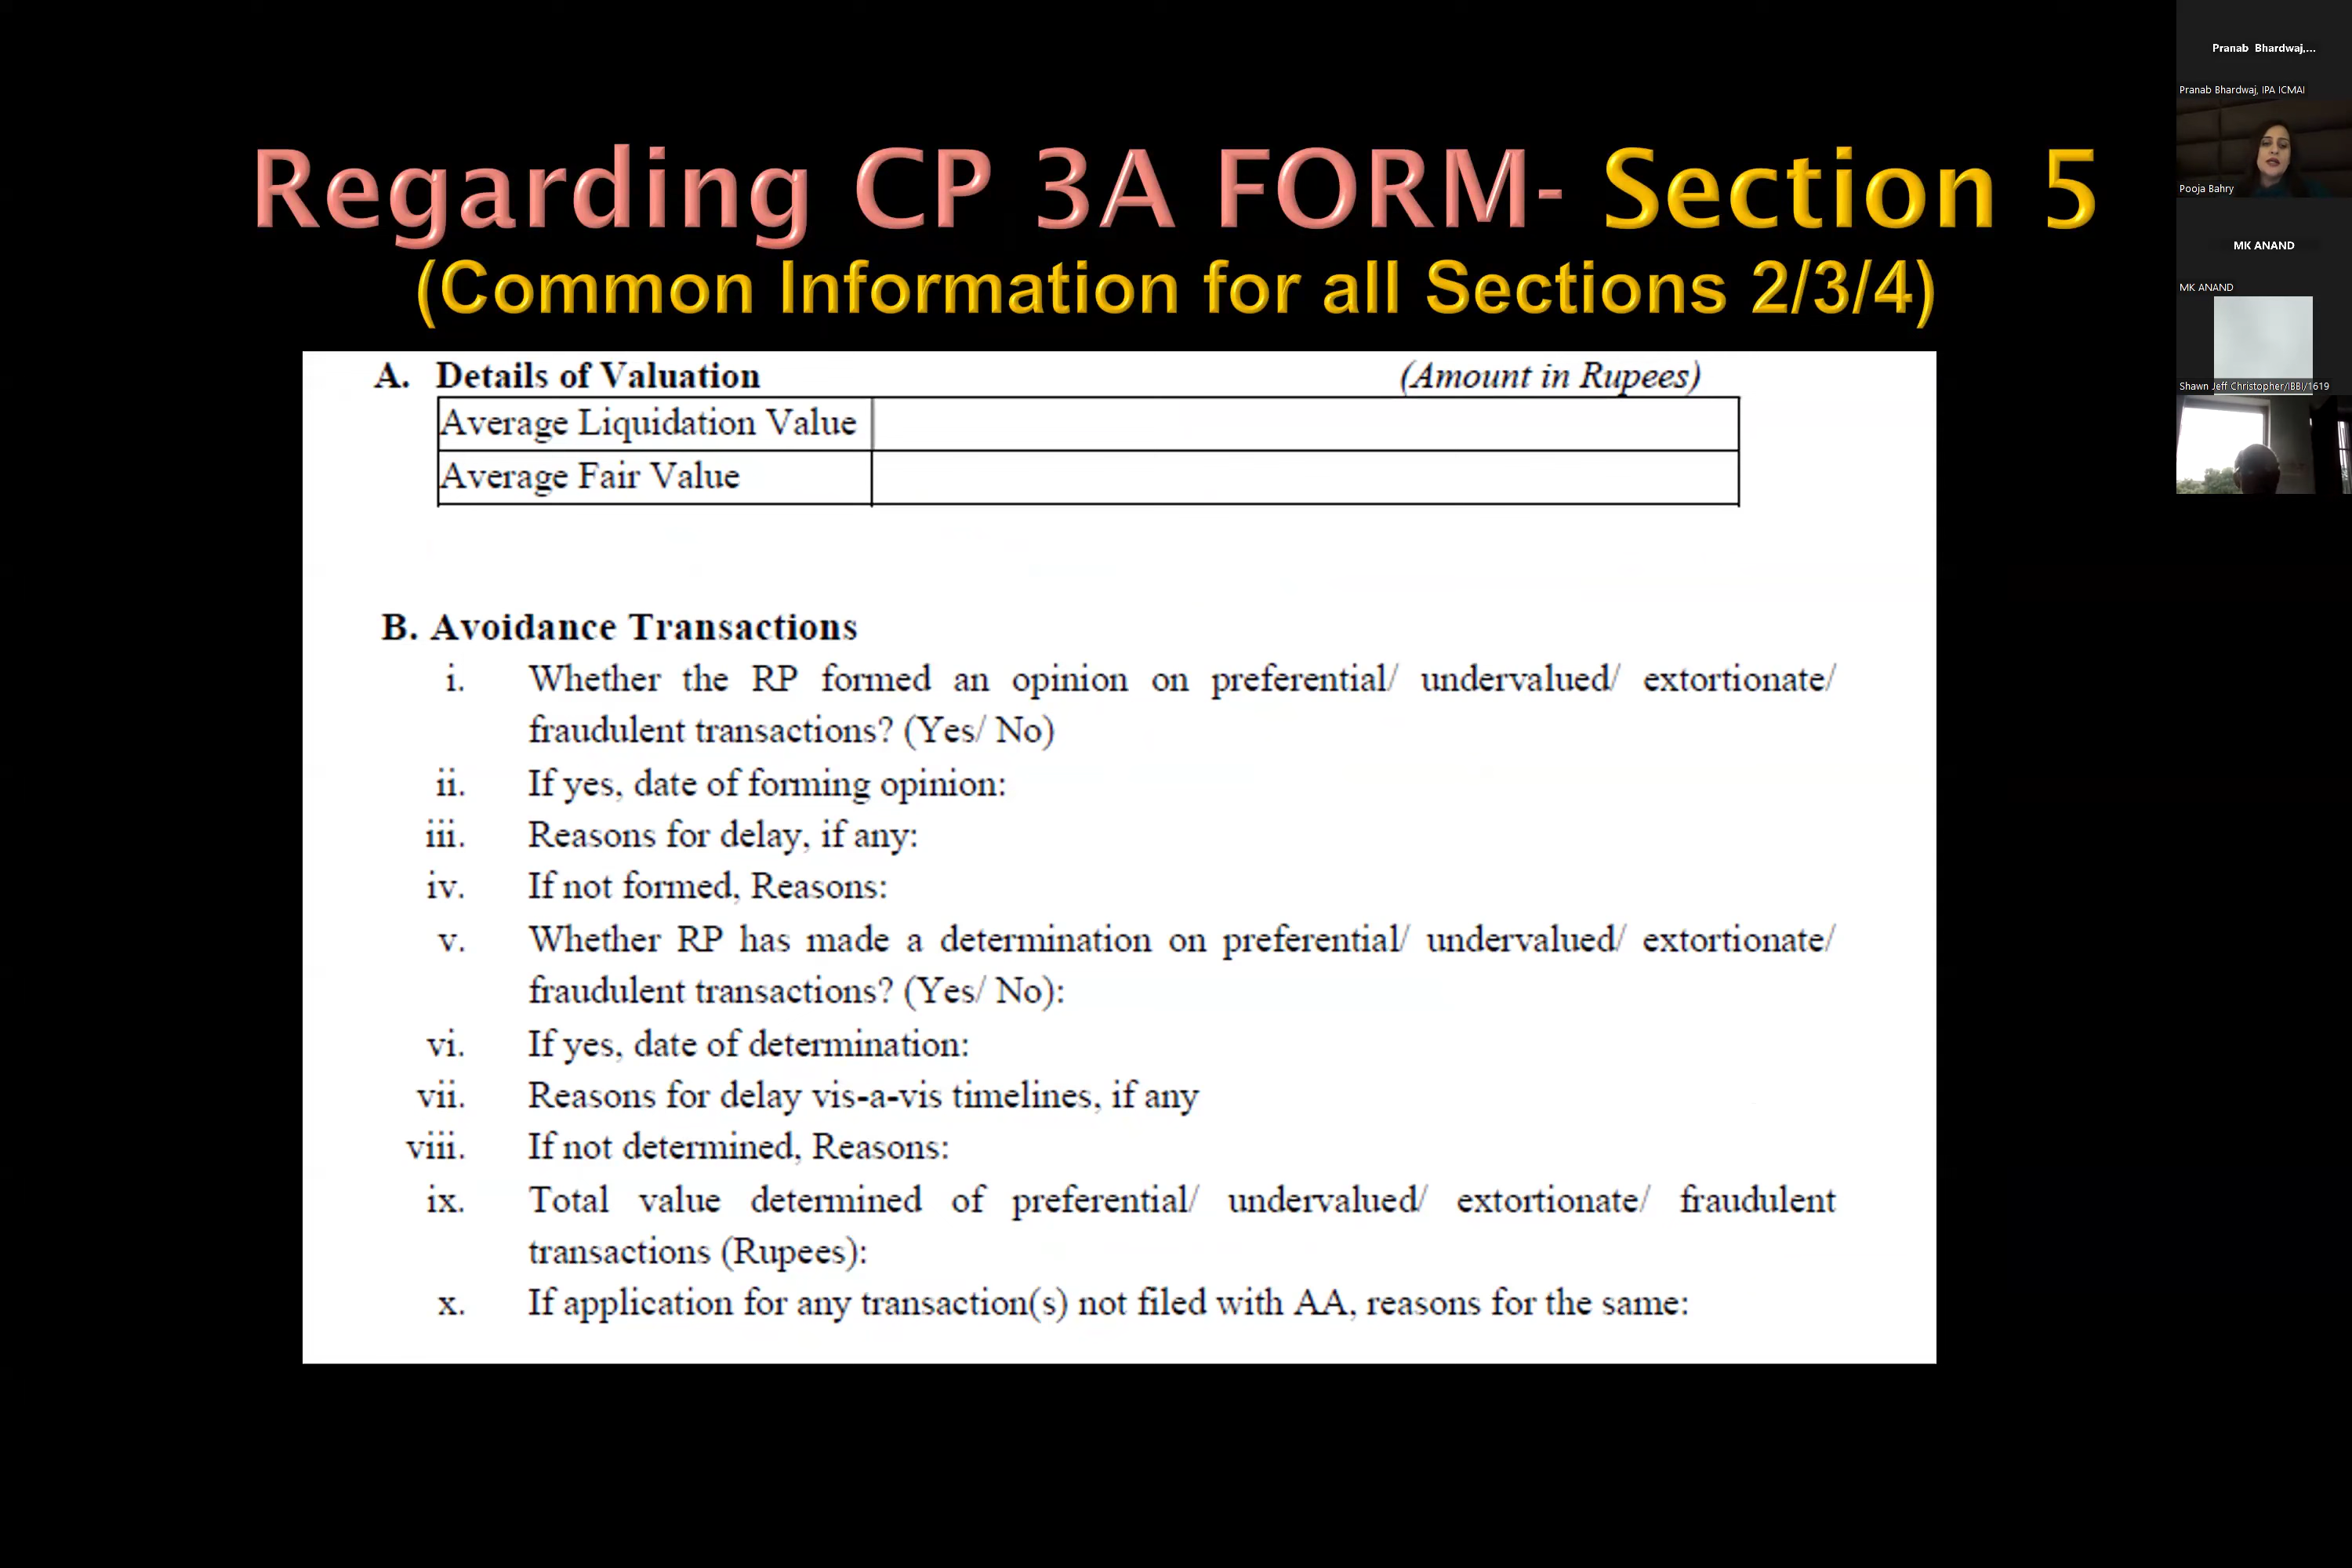 Regarding CP 3A FORM- Section 5
(Common Information for all Sections 2/3/4)
A. Details of Valuation (Amount in Rupees)
Average Liquidation Value
Average Fair Value
B. Avoidance Transactions
i. Whether the RP formed an opinion on preferential/ undervalued/ extortionate/
fraudulent transactions? (Yes/ No)
ii. If yes, date of forming opinion:
iii. Reasons for delay, if any:
iv. If not formed, Reasons:
v. Whether RP has made a determination on preferential/ undervalued/ extortionate/
fraudulent transactions? (Yes/ No):
vi. If yes, date of determination:
vii. Reasons for delay vis-a-vis timelines, if any
viii. If not determined, Reasons:
ix. Total value determined of preferential/ undervalued/ extortionate/ fraudulent
transactions (Rupees):
x. If application for any transaction(s) not filed with AA, reasons for the same:
Pranab Bhardwaj,...
Pranab Bhardwaj, IPA ICMAI
Pooja Bahry
MK ANAND
MK ANAND
Shawn Jeff Christopher/IBBI/1619